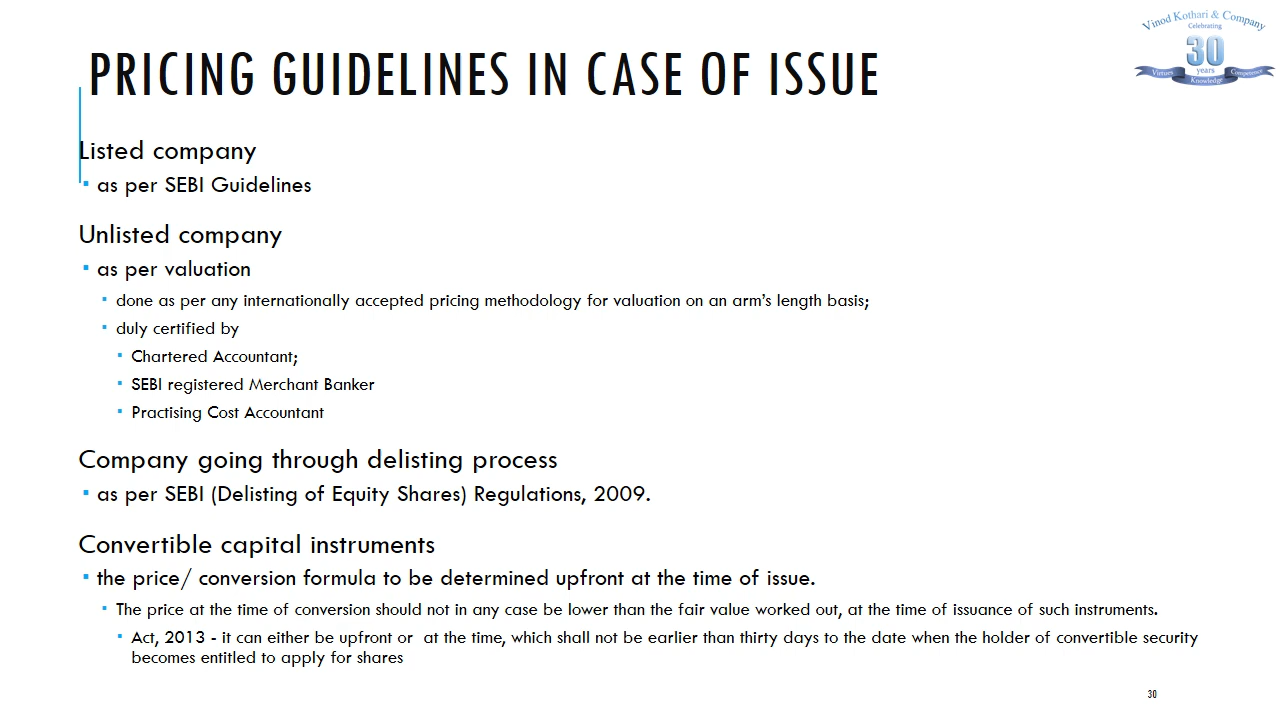 Vinod Kothari & Company
Celebrating
30
years
Virtues
Knowledge
Competence
PRICING GUIDELINES IN CASE OF ISSUE
Listed company
▪ as per SEBI Guidelines
Unlisted company
▪ as per valuation
▪ done as per any internationally accepted pricing methodology for valuation on an arm’s length basis;
▪ duly certified by
▪ Chartered Accountant;
▪ SEBI registered Merchant Banker
▪ Practising Cost Accountant
Company going through delisting process
▪ as per SEBI (Delisting of Equity Shares) Regulations, 2009.
Convertible capital instruments
▪ the price/ conversion formula to be determined upfront at the time of issue.
▪ The price at the time of conversion should not in any case be lower than the fair value worked out, at the time of issuance of such instruments.
▪ Act, 2013 - it can either be upfront or  at the time, which shall not be earlier than thirty days to the date when the holder of convertible security
becomes entitled to apply for shares
30